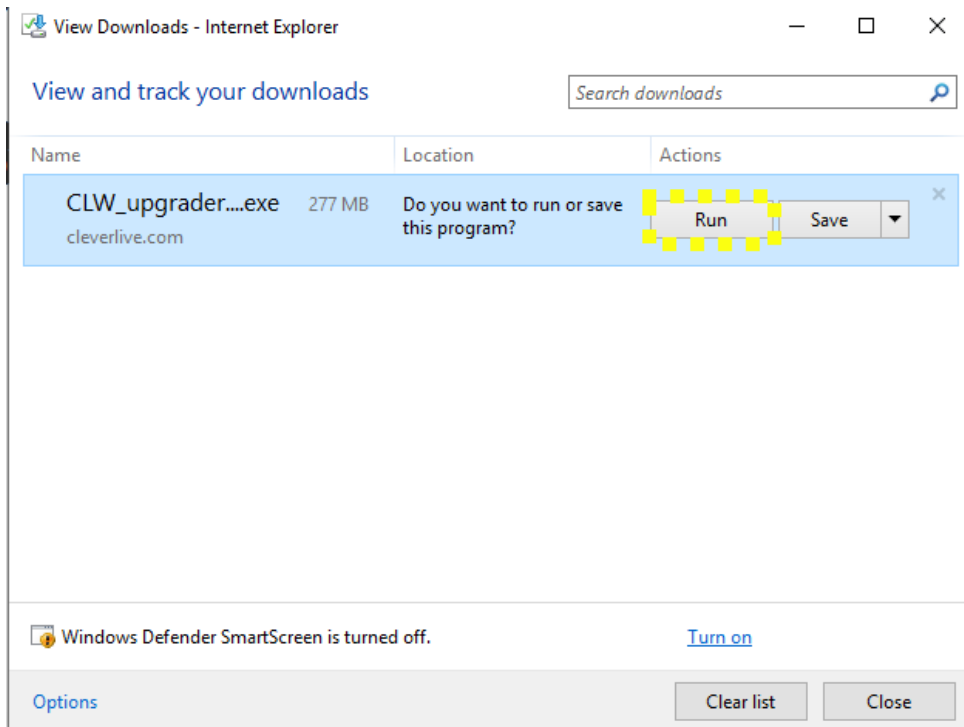 View Downloads - Internet Explorer
View and track your downloads
Search downloads
Name Location Actions
CLW_upgrader....exe 277 MB
cleverlive.com
Do you want to run or save
this program?
Run Save
Windows Defender SmartScreen is turned off. Turn on
Options Clear list Close